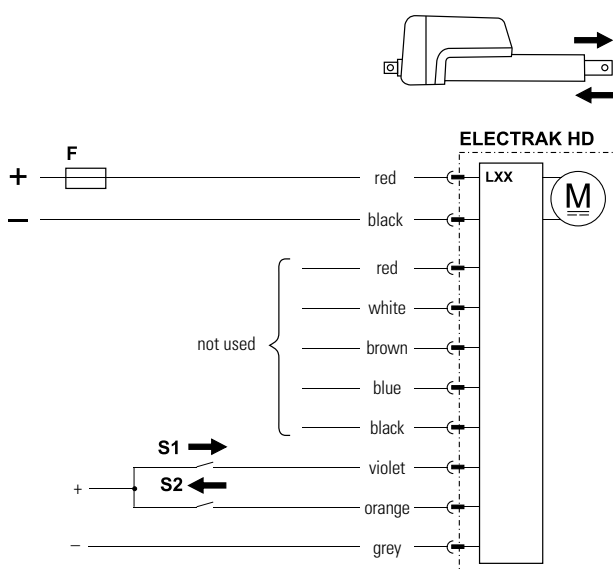 ELECTRAK HD
F
+
red
LXX
M
–
black
red
white
not used
brown
blue
black
S1
violet
S2
+
orange
–
grey